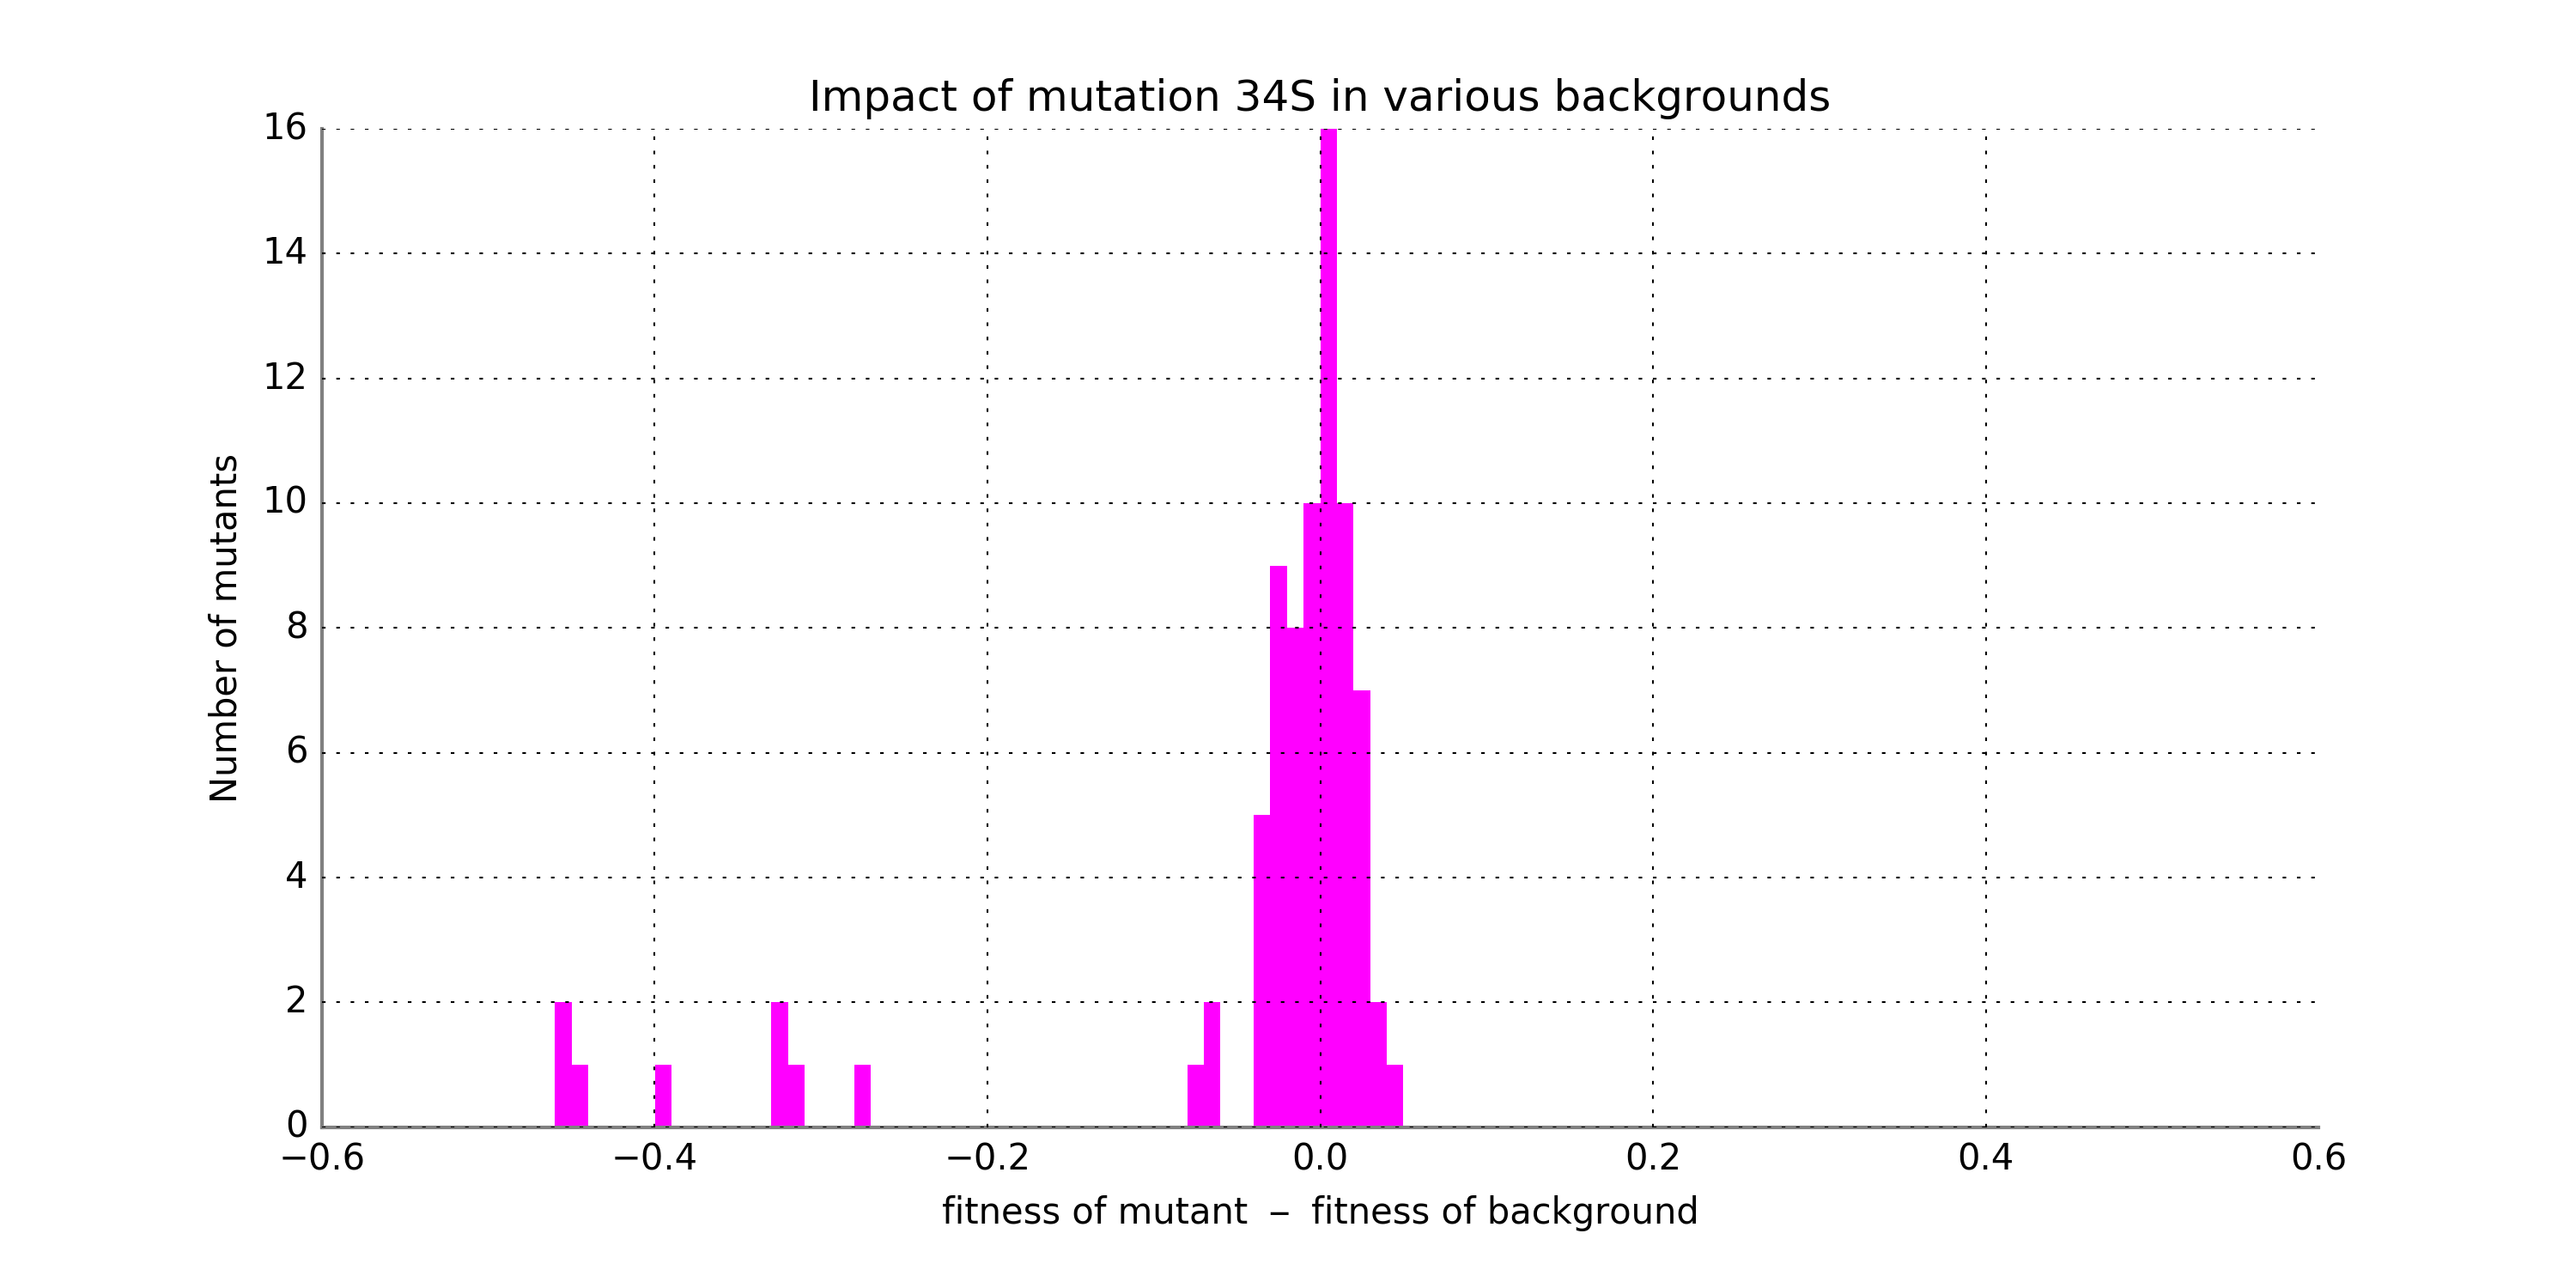 Impact of mutation 34S in various backgrounds
16
14
12
10
8
6
4
2
0
Number of mutants
−0.6 −0.4 −0.2 0.0 0.2 0.4 0.6
fitness of mutant – fitness of background